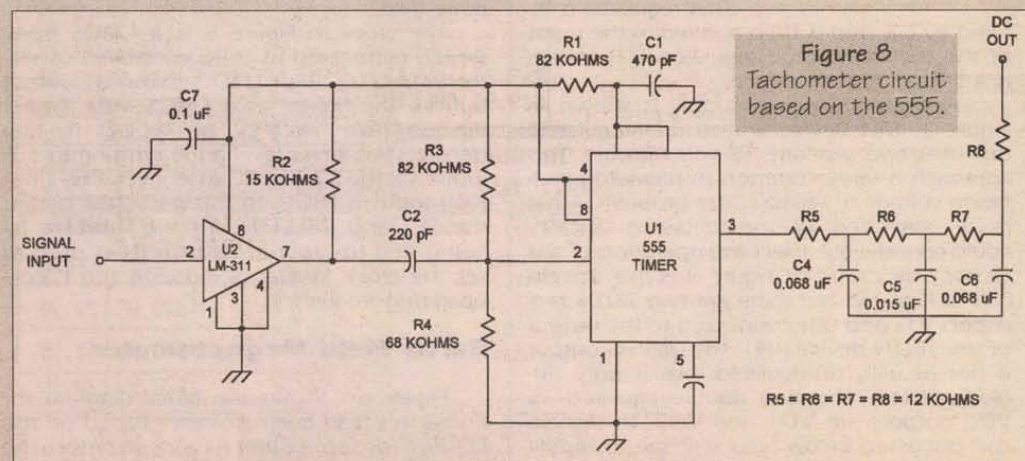 DC
OUT
Figure 8
Tachometer circuit
based on the 555.
R1
82 KOHMS
C1
470 pF
C7
0.1 uF
R2
15 KOHMS
R3
82 KOHMS
R8
SIGNAL
INPUT
2
U2
LM-311
8
7
3
4
1
C2
220 pF
4
8
2
U1
555
TIMER
3
R5
R6
R7
C4
0.068 uF
C5
0.015 uF
C6
0.068 uF
R4
68 KOHMS
1
5
R5 = R6 = R7 = R8 = 12 KOHMS